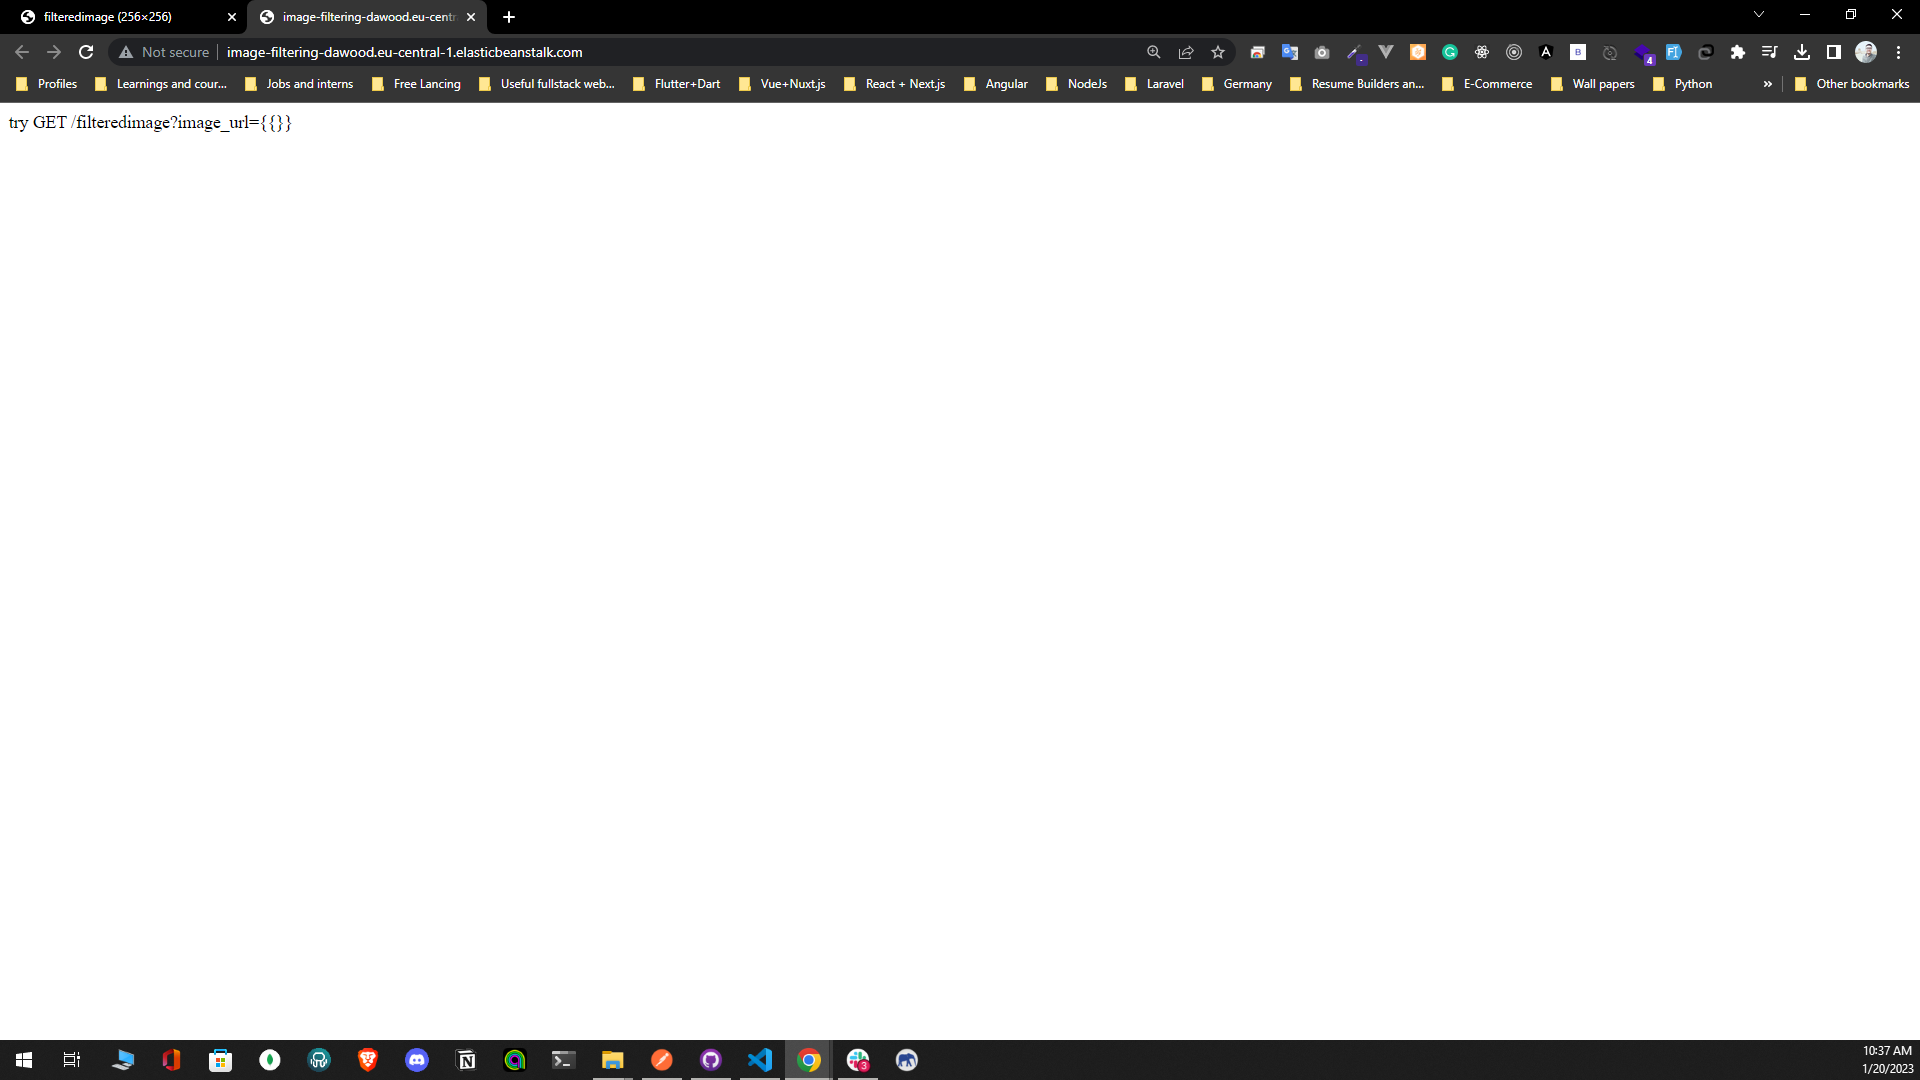 filteredimage (256×256)
image-filtering-dawood.eu-centr
Not secure
image-filtering-dawood.eu-central-1.elasticbeanstalk.com
4
Profiles
Learnings and cour...
Jobs and interns
Free Lancing
Useful fullstack web...
Flutter+Dart
Vue+Nuxt.js
React + Next.js
Angular
NodeJs
Laravel
Germany
Resume Builders an...
E-Commerce
Wall papers
Python
»
Other bookmarks
try GET /filteredimage?image_url={{}}
3
10:37 AM
1/20/2023